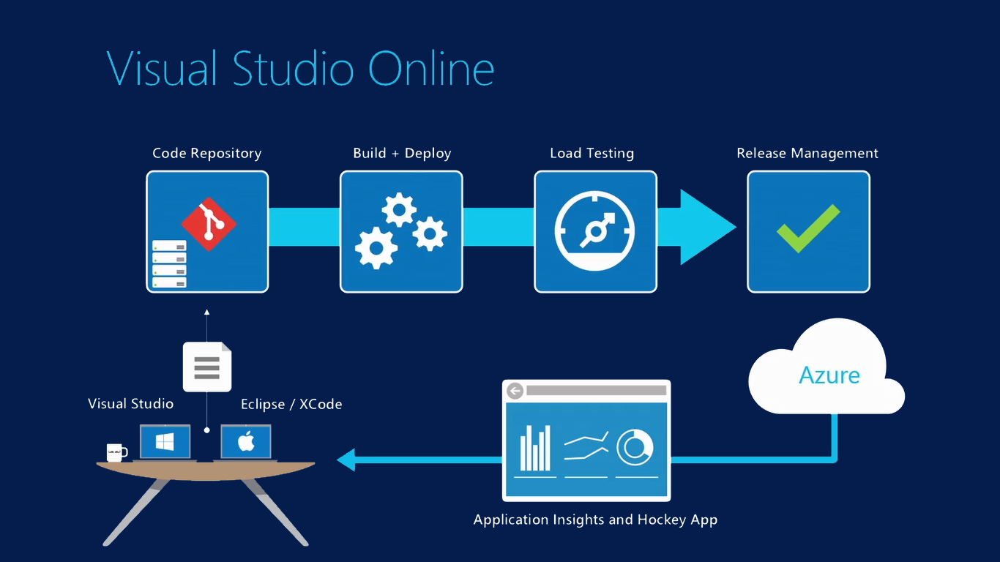 Visual Studio Online
Code Repository
Build + Deploy
Load Testing
Release Management
Azure
Visual Studio
Eclipse / XCode
Application Insights and Hockey App